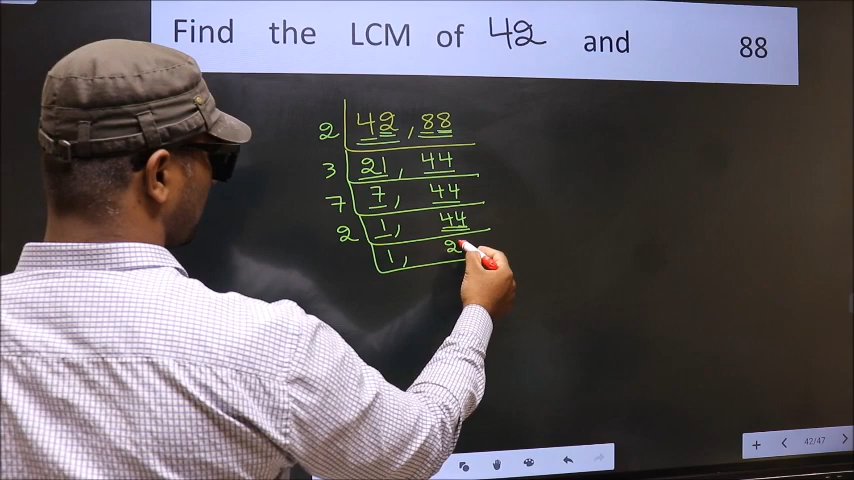 Find the LCM of 42 and 88
2 42 , 88
3 21 , 44
7 7 , 44
2 1 , 44
1 , 2
42/47